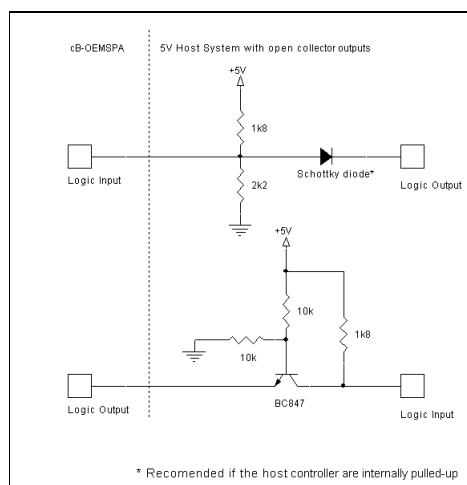 cB-OEMSPA
5V Host System with open collector outputs
+5V
1k8
Logic Input
Schottky diode*
Logic Output
2k2
+5V
10k
1k8
10k
Logic Output
BC847
Logic Input
* Recomended if the host controller are internally pulled-up